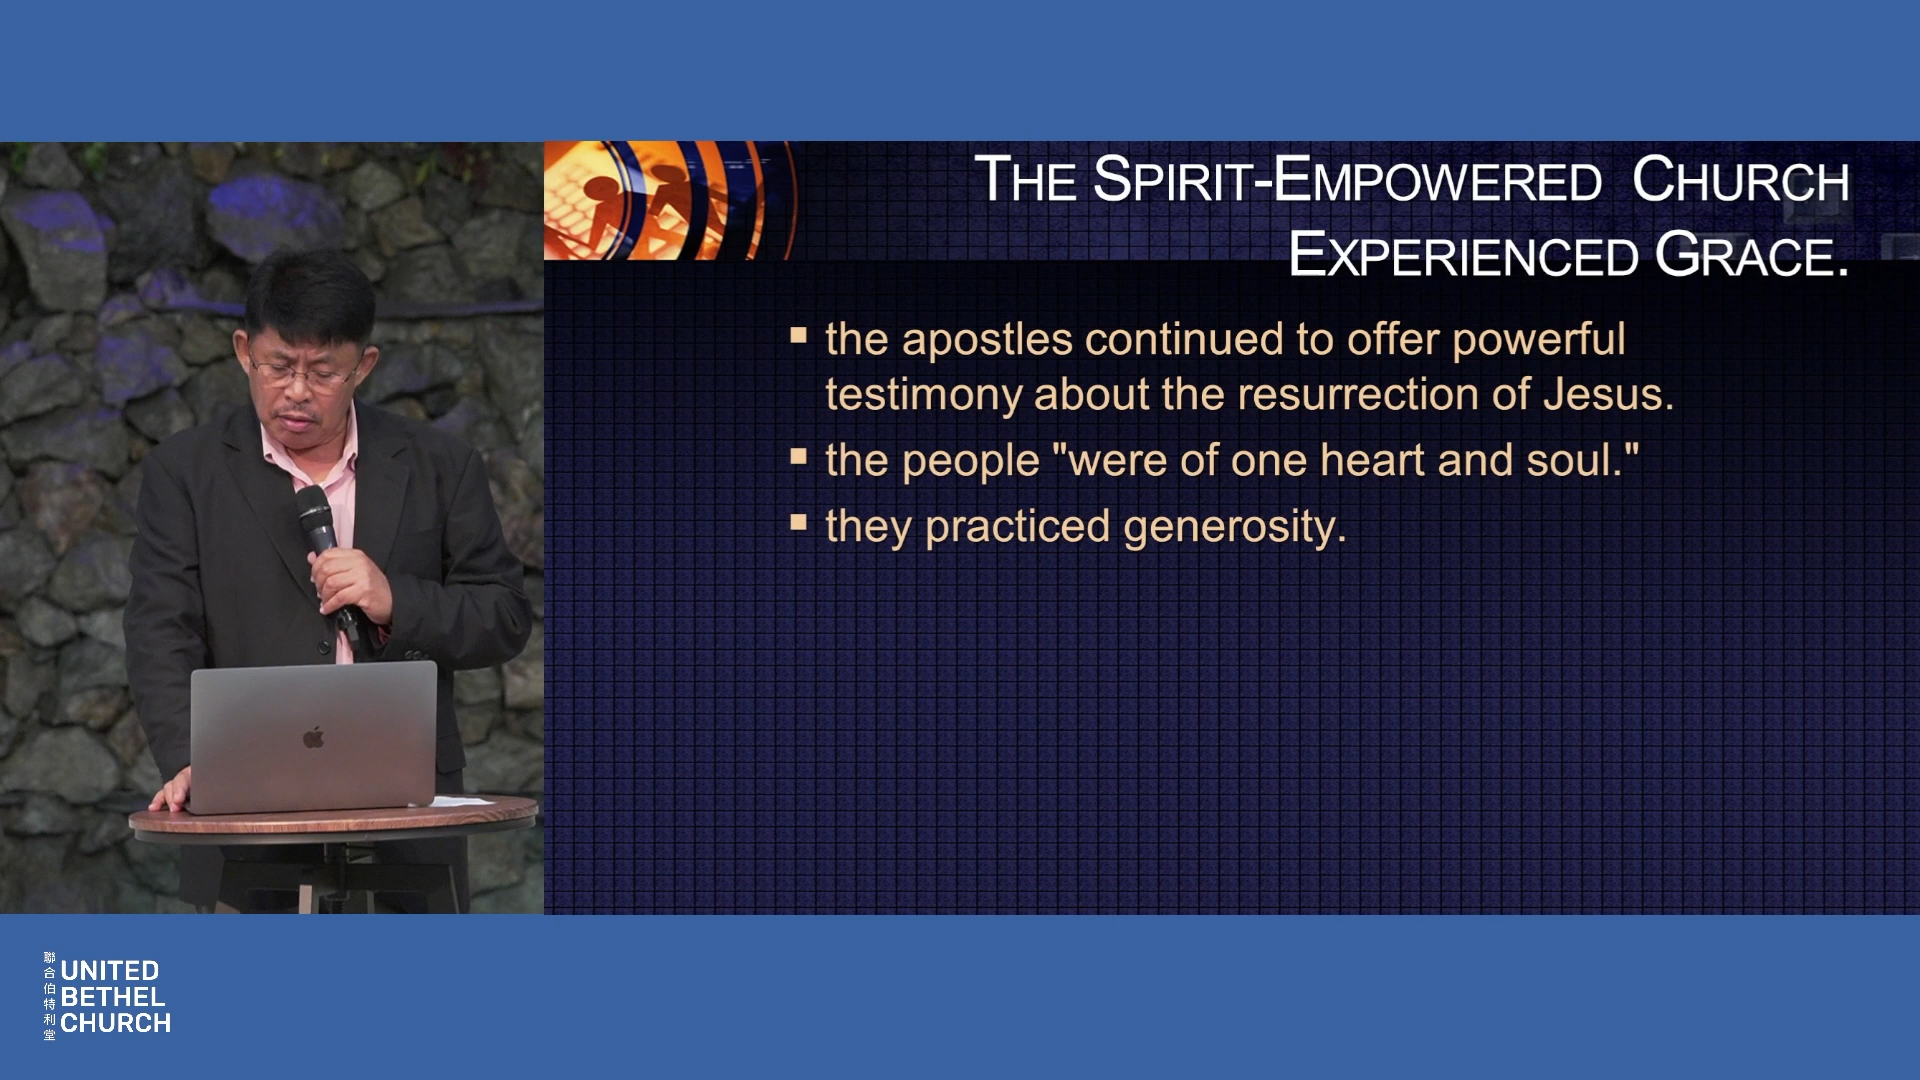 THE SPIRIT-EMPOWERED CHURCH
EXPERIENCED GRACE.
the apostles continued to offer powerful
testimony about the resurrection of Jesus.
the people "were of one heart and soul."
they practiced generosity.
聯合伯特利堂
UNITED
BETHEL
CHURCH